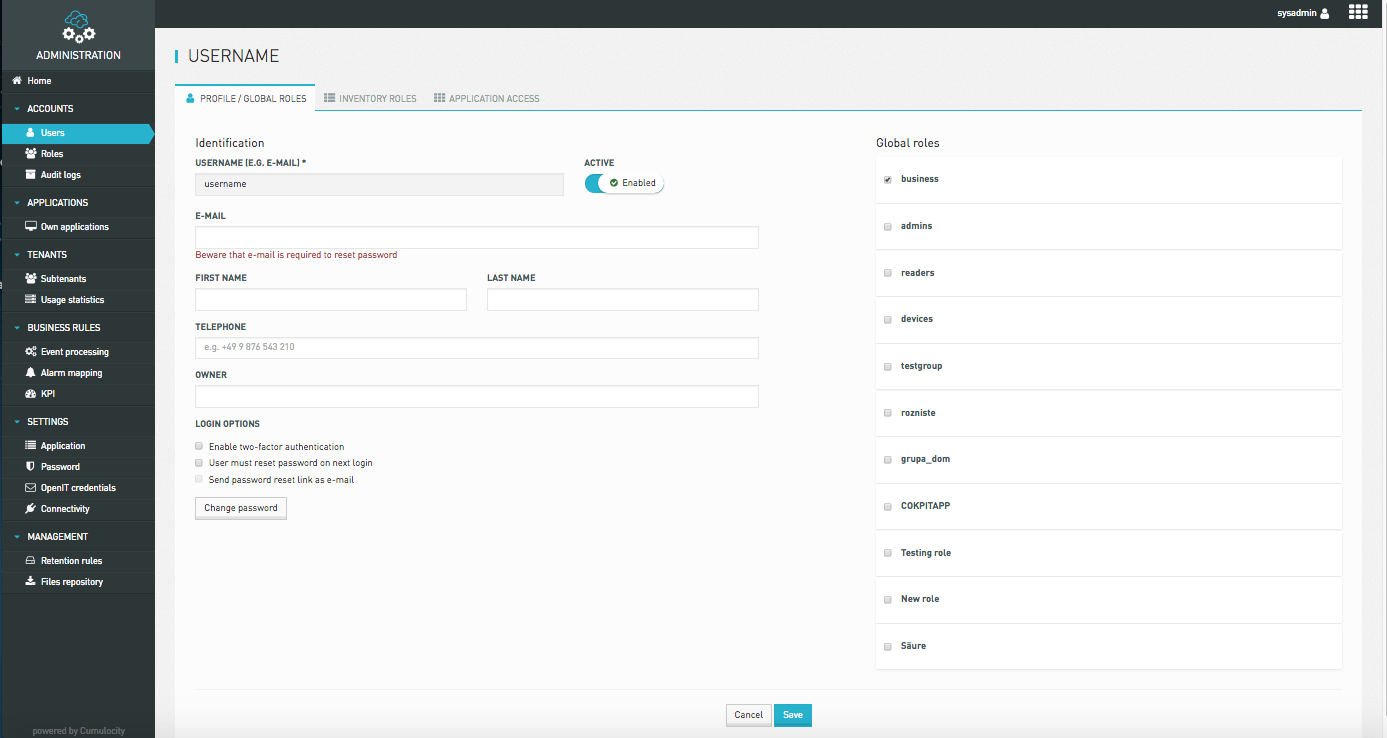 ADMINISTRATION
Home
ACCOUNTS
Users
Roles
Audit logs
APPLICATIONS
Own applications
TENANTS
Subtenants
Usage statistics
BUSINESS RULES
Event processing
Alarm mapping
KPI
SETTINGS
Application
Password
OpenIT credentials
Connectivity
MANAGEMENT
Retention rules
Files repository
powered by Cumulocity
sysadmin
USERNAME
PROFILE / GLOBAL ROLES INVENTORY ROLES APPLICATION ACCESS
Identification
USERNAME (E.G. E-MAIL) * ACTIVE
username Enabled
E-MAIL
Beware that e-mail is required to reset password
FIRST NAME LAST NAME
TELEPHONE
e.g. +49 9 876 543 210
OWNER
LOGIN OPTIONS
Enable two-factor authentication
User must reset password on next login
Send password reset link as e-mail
Change password
Global roles
business
admins
readers
devices
testgroup
rozniste
grupa_dom
COKPITAPP
Testing role
New role
Säure
Cancel Save